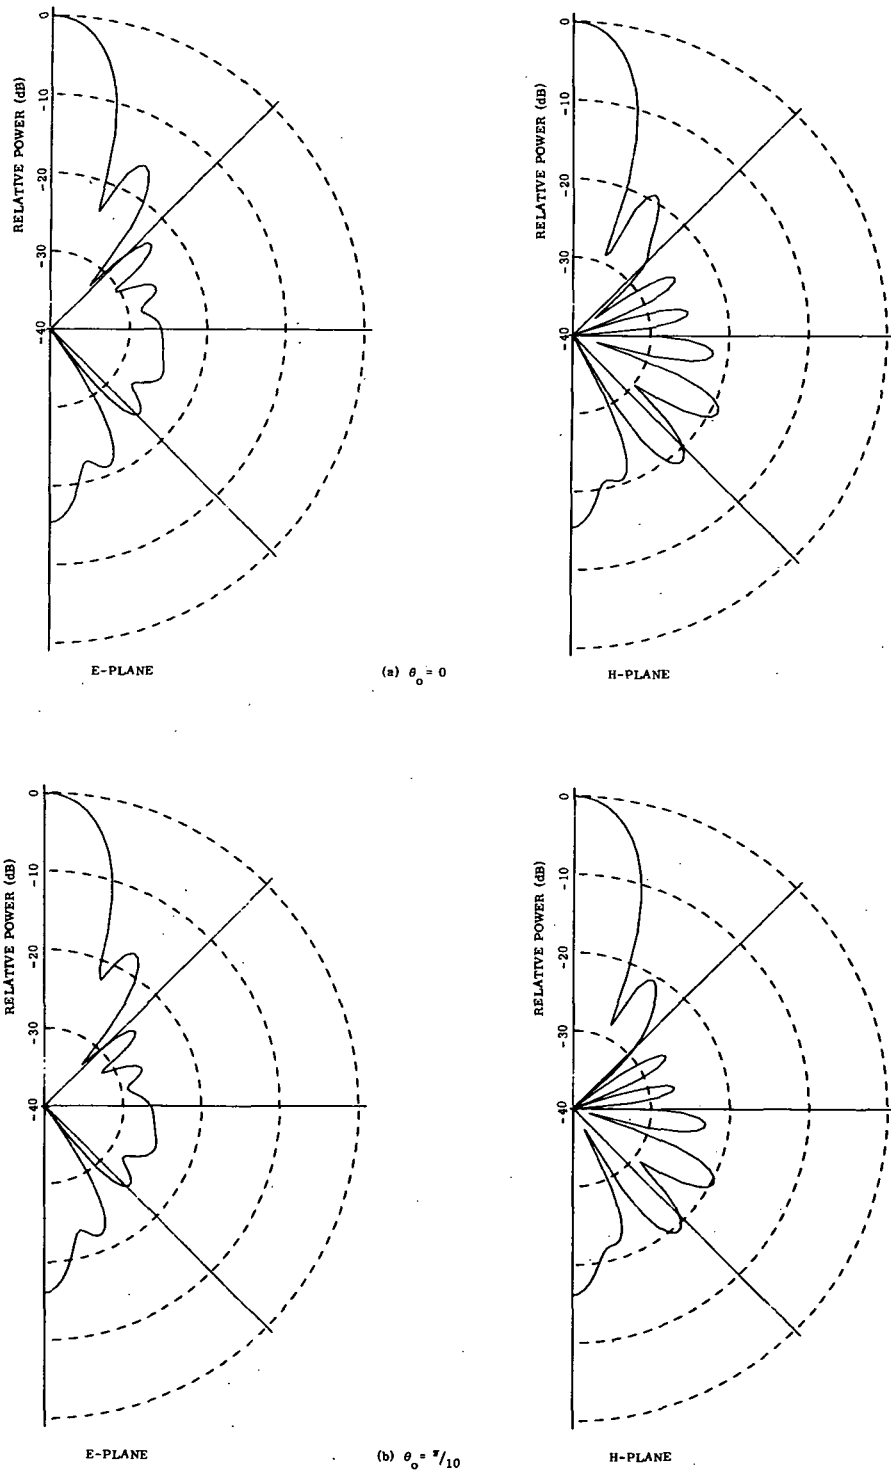 0
-10
-20
-30
-40
RELATIVE POWER (dB)
E-PLANE
0
-10
-20
-30
-40
RELATIVE POWER (dB)
H-PLANE
(a) θo = 0
0
-10
-20
-30
-40
RELATIVE POWER (dB)
E-PLANE
0
-10
-20
-30
-40
RELATIVE POWER (dB)
H-PLANE
(b) θo = π/10